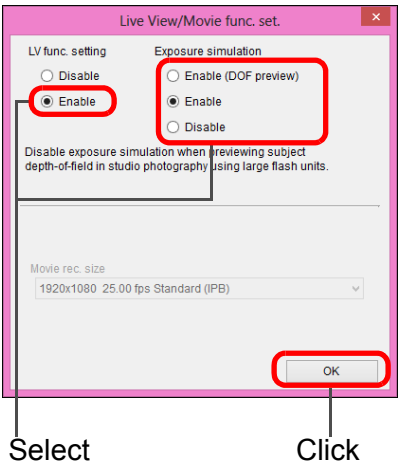 Live View/Movie func. set.
LV func. setting
Exposure simulation
Disable
Enable
Enable (DOF preview)
Enable
Disable
Disable exposure simulation when previewing subject
depth-of-field in studio photography using large flash units.
Movie rec. size
1920x1080 25.00 fps Standard (IPB)
OK
Select
Click